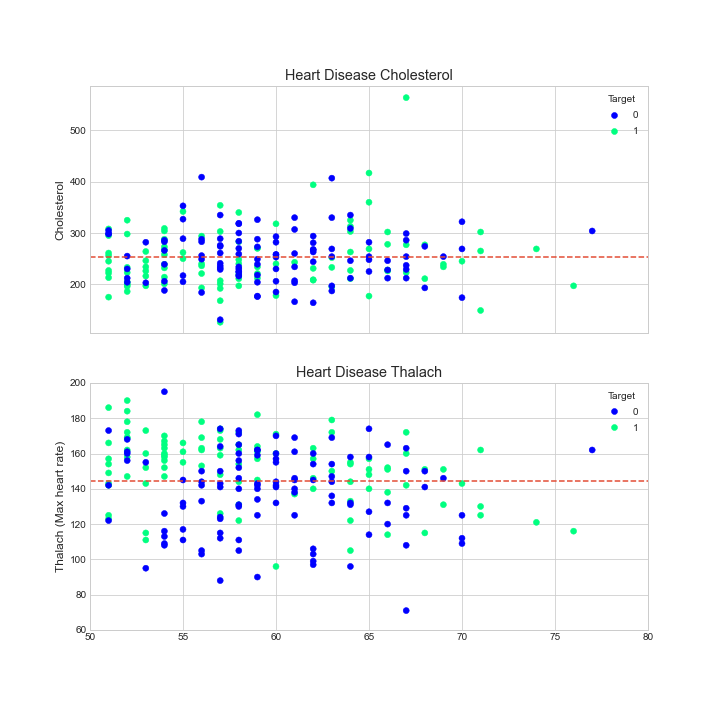 Heart Disease Cholesterol
Target
0
1
500
400
300
200
Cholesterol
Heart Disease Thalach
Target
0
1
200
180
160
140
120
100
80
60
Thalach (Max heart rate)
50 55 60 65 70 75 80